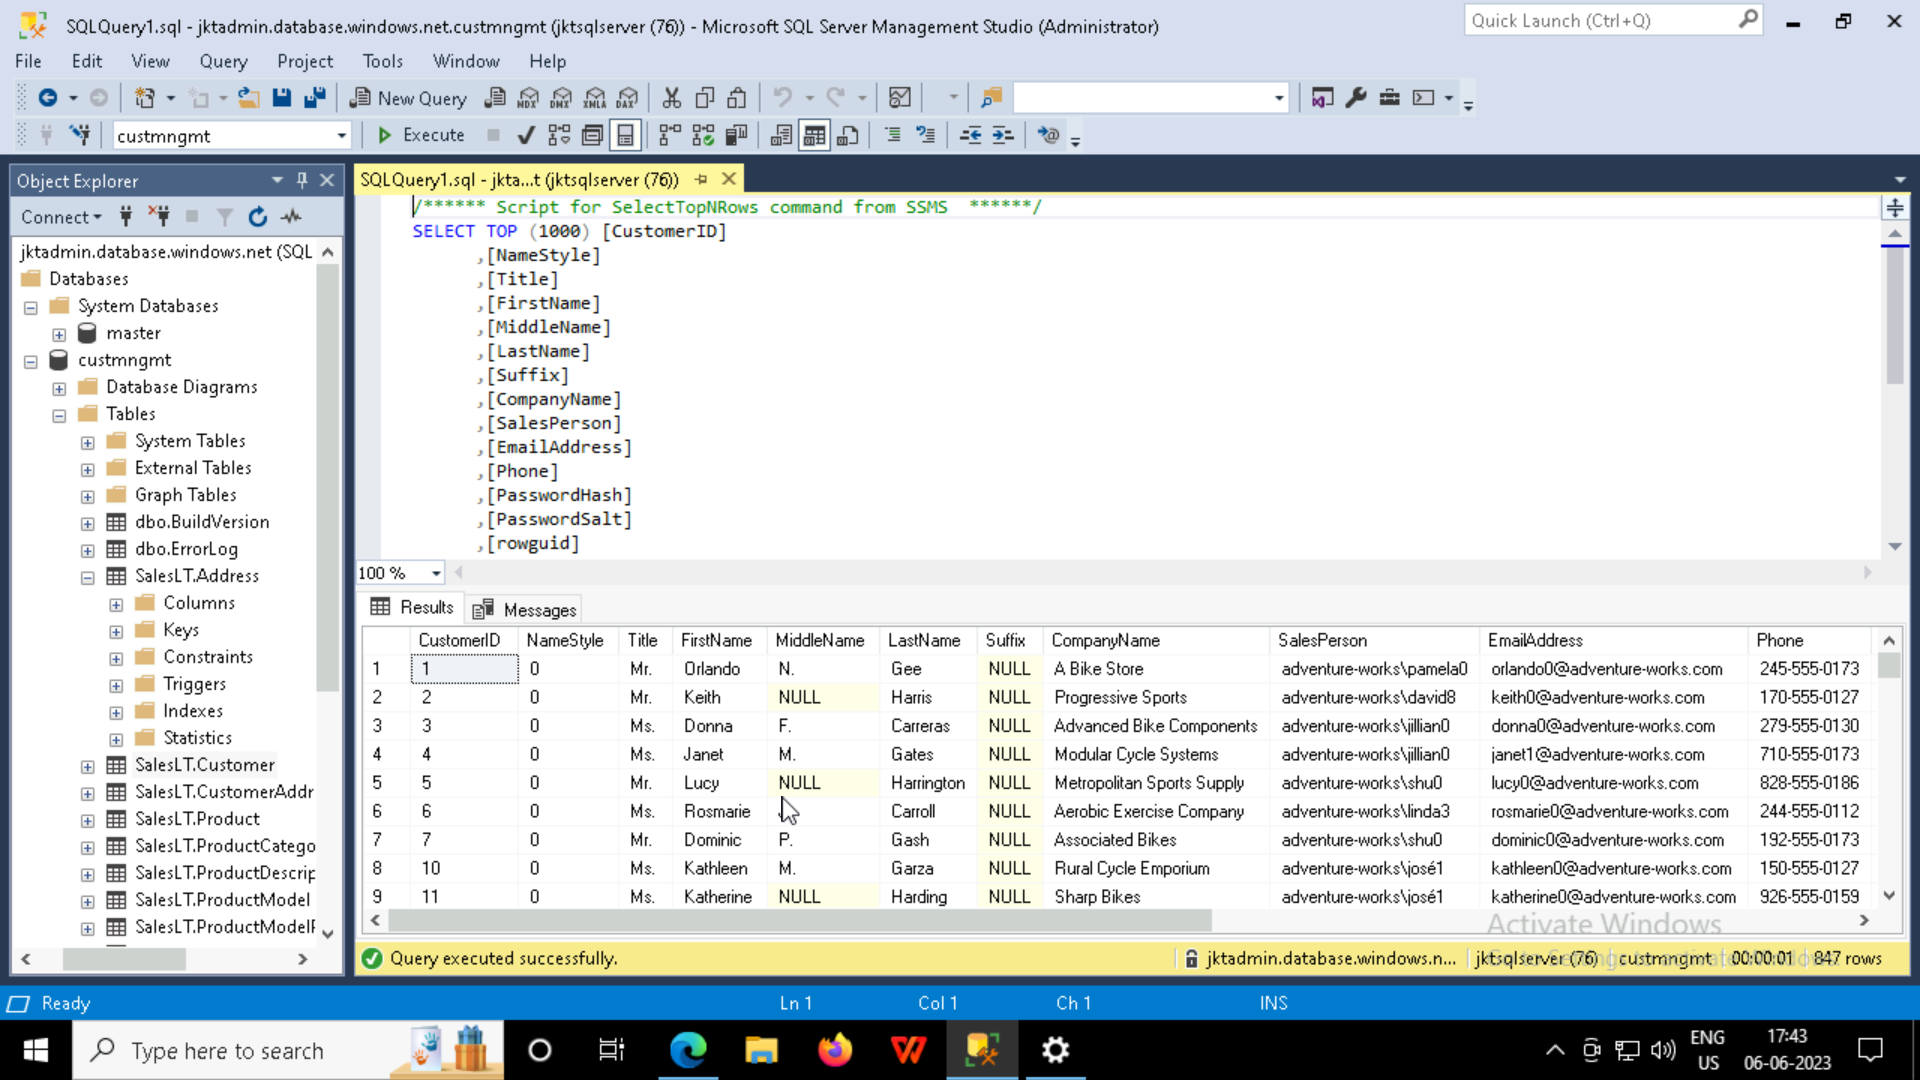 SQLQuery1.sql - jktadmin.database.windows.net.custmngmt (jktsqlserver (76)) - Microsoft SQL Server Management Studio (Administrator)
Quick Launch (Ctrl+Q)
File Edit View Query Project Tools Window Help
New Query MDX DMX XMLA DAX
custmngmt Execute
Object Explorer
Connect
jktadmin.database.windows.net (SQL
Databases
System Databases
master
custmngmt
Database Diagrams
Tables
System Tables
External Tables
Graph Tables
dbo.BuildVersion
dbo.ErrorLog
SalesLT.Address
Columns
Keys
Constraints
Triggers
Indexes
Statistics
SalesLT.Customer
SalesLT.CustomerAddr
SalesLT.Product
SalesLT.ProductCatego
SalesLT.ProductDescrip
SalesLT.ProductModel
SalesLT.ProductModelF
SQLQuery1.sql - jkta...t (jktsqlserver (76))
/****** Script for SelectTopNRows command from SSMS  ******/
SELECT TOP (1000) [CustomerID]
,[NameStyle]
,[Title]
,[FirstName]
,[MiddleName]
,[LastName]
,[Suffix]
,[CompanyName]
,[SalesPerson]
,[EmailAddress]
,[Phone]
,[PasswordHash]
,[PasswordSalt]
,[rowguid]
100 %
Results Messages
CustomerID NameStyle Title FirstName MiddleName LastName Suffix CompanyName SalesPerson EmailAddress Phone
1 1 0 Mr. Orlando N. Gee NULL A Bike Store adventure-works\pamela0 orlando0@adventure-works.com 245-555-0173
2 2 0 Mr. Keith NULL Harris NULL Progressive Sports adventure-works\david8 keith0@adventure-works.com 170-555-0127
3 3 0 Ms. Donna F. Carreras NULL Advanced Bike Components adventure-works\jillian0 donna0@adventure-works.com 279-555-0130
4 4 0 Ms. Janet M. Gates NULL Modular Cycle Systems adventure-works\jillian0 janet1@adventure-works.com 710-555-0173
5 5 0 Mr. Lucy NULL Harrington NULL Metropolitan Sports Supply adventure-works\shu0 lucy0@adventure-works.com 828-555-0186
6 6 0 Ms. Rosmarie Carroll NULL Aerobic Exercise Company adventure-works\linda3 rosmarie0@adventure-works.com 244-555-0112
7 7 0 Mr. Dominic P. Gash NULL Associated Bikes adventure-works\shu0 dominic0@adventure-works.com 192-555-0173
8 10 0 Ms. Kathleen M. Garza NULL Rural Cycle Emporium adventure-works\josé1 kathleen0@adventure-works.com 150-555-0127
9 11 0 Ms. Katherine NULL Harding NULL Sharp Bikes adventure-works\josé1 katherine0@adventure-works.com 926-555-0159
Activate Windows
Query executed successfully. jktadmin.database.windows.n... jktsqlserver (76) custmngmt 00:00:01 847 rows
Ready Ln 1 Col 1 Ch 1 INS
Type here to search
ENG 17:43
US 06-06-2023